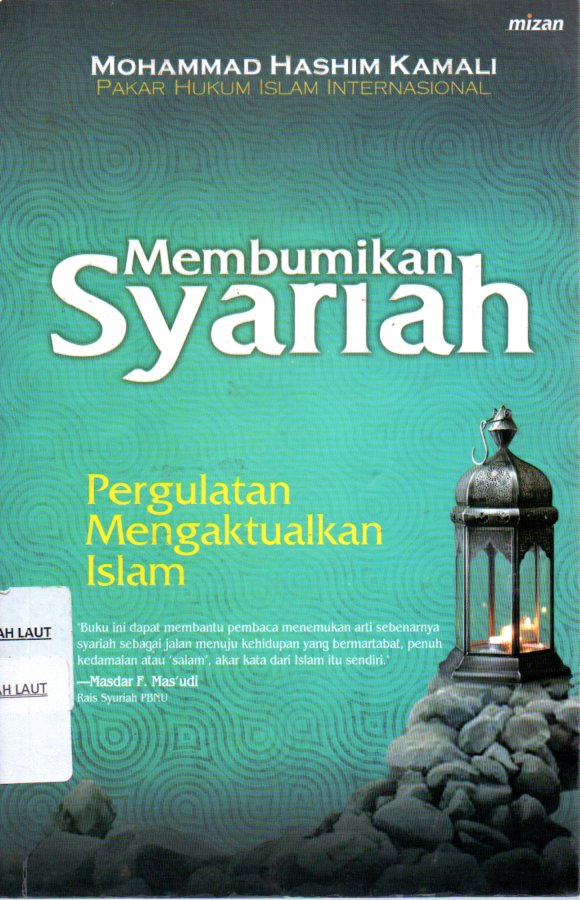 mizan
MOHAMMAD HASHIM KAMALI
PAKAR HUKUM ISLAM INTERNASIONAL
Membumikan
Syariah
Pergulatan
Mengaktualkan
Islam
"Buku ini dapat membantu pembaca menemukan arti sebenarnya
syariah sebagai jalan menuju kehidupan yang bermartabat, penuh
kedamaian atau 'salam', akar kata dari Islam itu sendiri."
—Masdar F. Mas'udi
Rais Syuriah PBNU
AH LAUT
AH LAUT